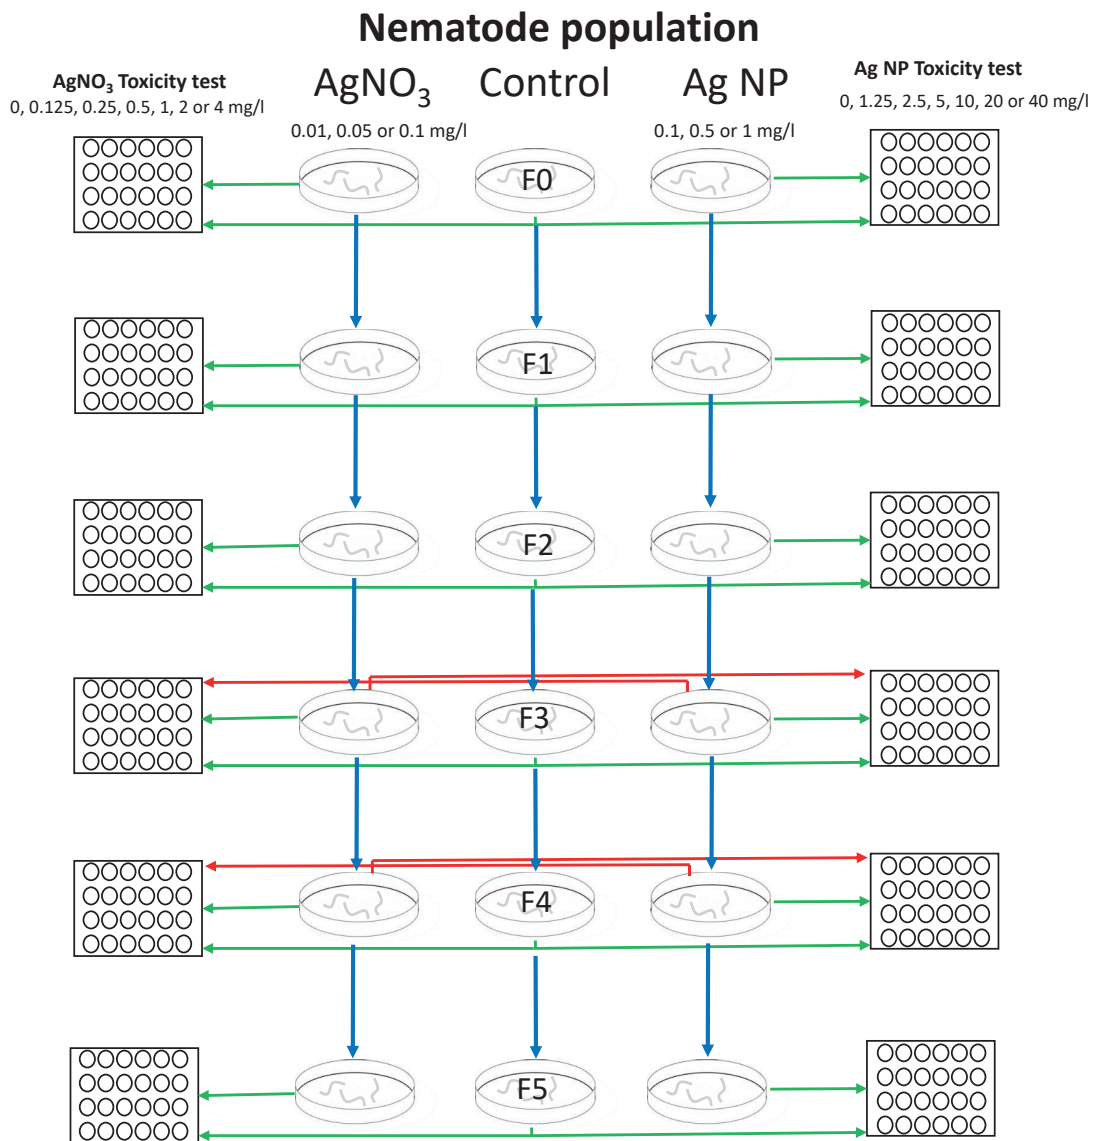 Nematode population
AgNO₃ Toxicity test
0, 0.125, 0.25, 0.5, 1, 2 or 4 mg/l
AgNO₃
0.01, 0.05 or 0.1 mg/l
Control
Ag NP
0.1, 0.5 or 1 mg/l
Ag NP Toxicity test
0, 1.25, 2.5, 5, 10, 20 or 40 mg/l
F0
F1
F2
F3
F4
F5